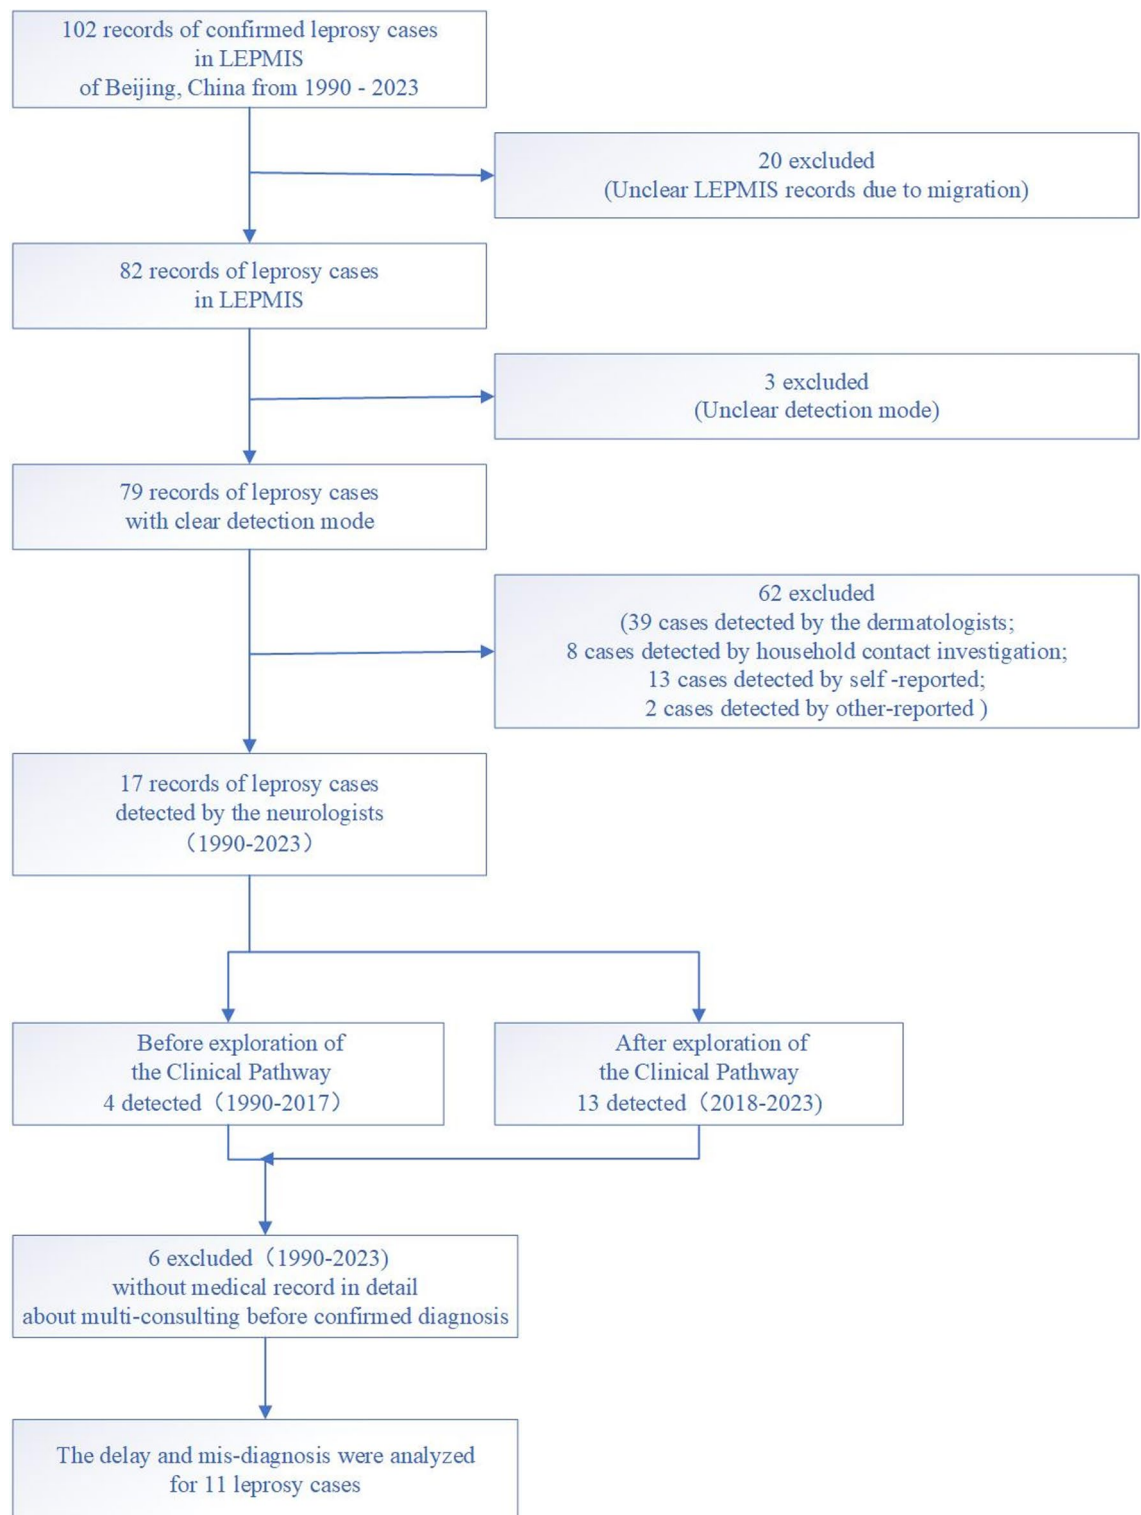 102 records of confirmed leprosy cases
in LEPMIS
of Beijing, China from 1990 - 2023
20 excluded
(Unclear LEPMIS records due to migration)
82 records of leprosy cases
in LEPMIS
3 excluded
(Unclear detection mode)
79 records of leprosy cases
with clear detection mode
62 excluded
(39 cases detected by the dermatologists;
8 cases detected by household contact investigation;
13 cases detected by self -reported;
2 cases detected by other-reported )
17 records of leprosy cases
detected by the neurologists
（1990-2023）
Before exploration of
the Clinical Pathway
4 detected（1990-2017）
After exploration of
the Clinical Pathway
13 detected（2018-2023)
6 excluded（1990-2023)
without medical record in detail
about multi-consulting before confirmed diagnosis
The delay and mis-diagnosis were analyzed
for 11 leprosy cases